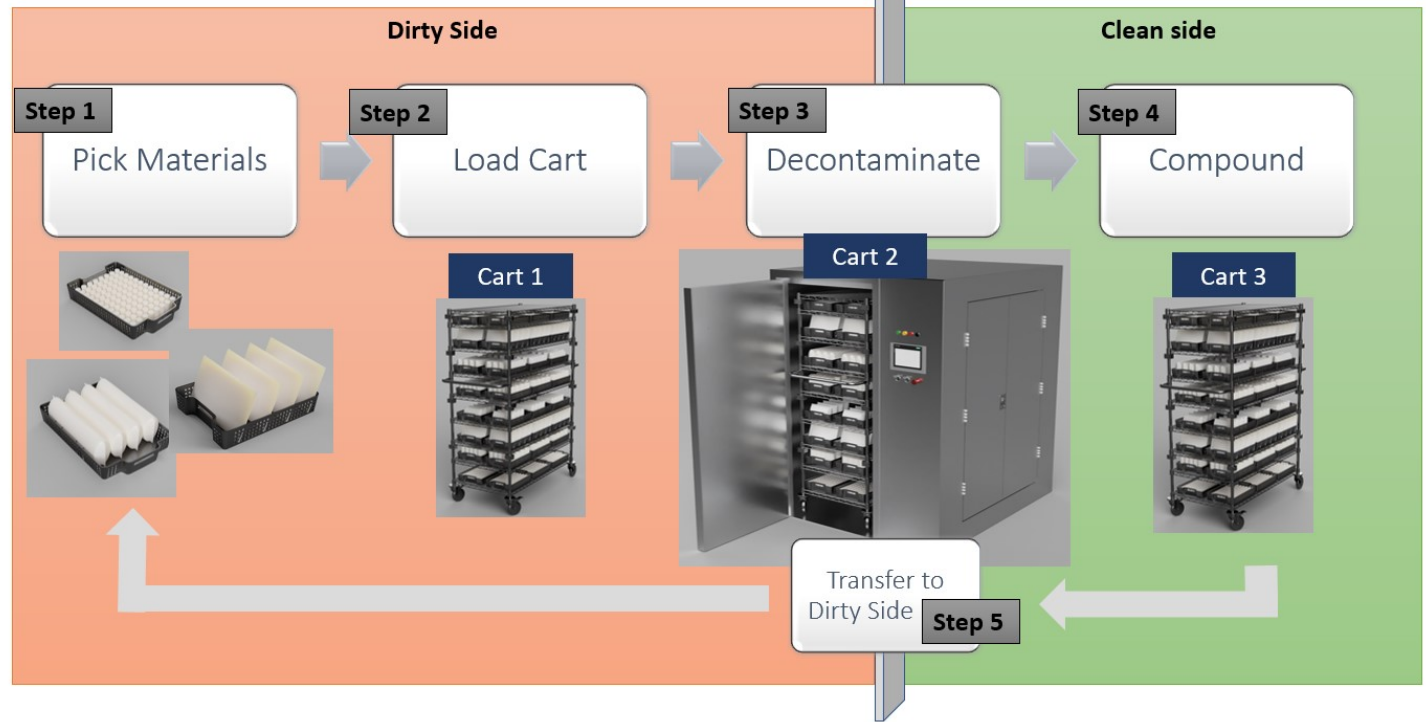 Dirty Side
Clean side
Step 1
Pick Materials
Step 2
Load Cart
Step 3
Decontaminate
Step 4
Compound
Cart 1
Cart 2
Cart 3
Transfer to
Dirty Side
Step 5